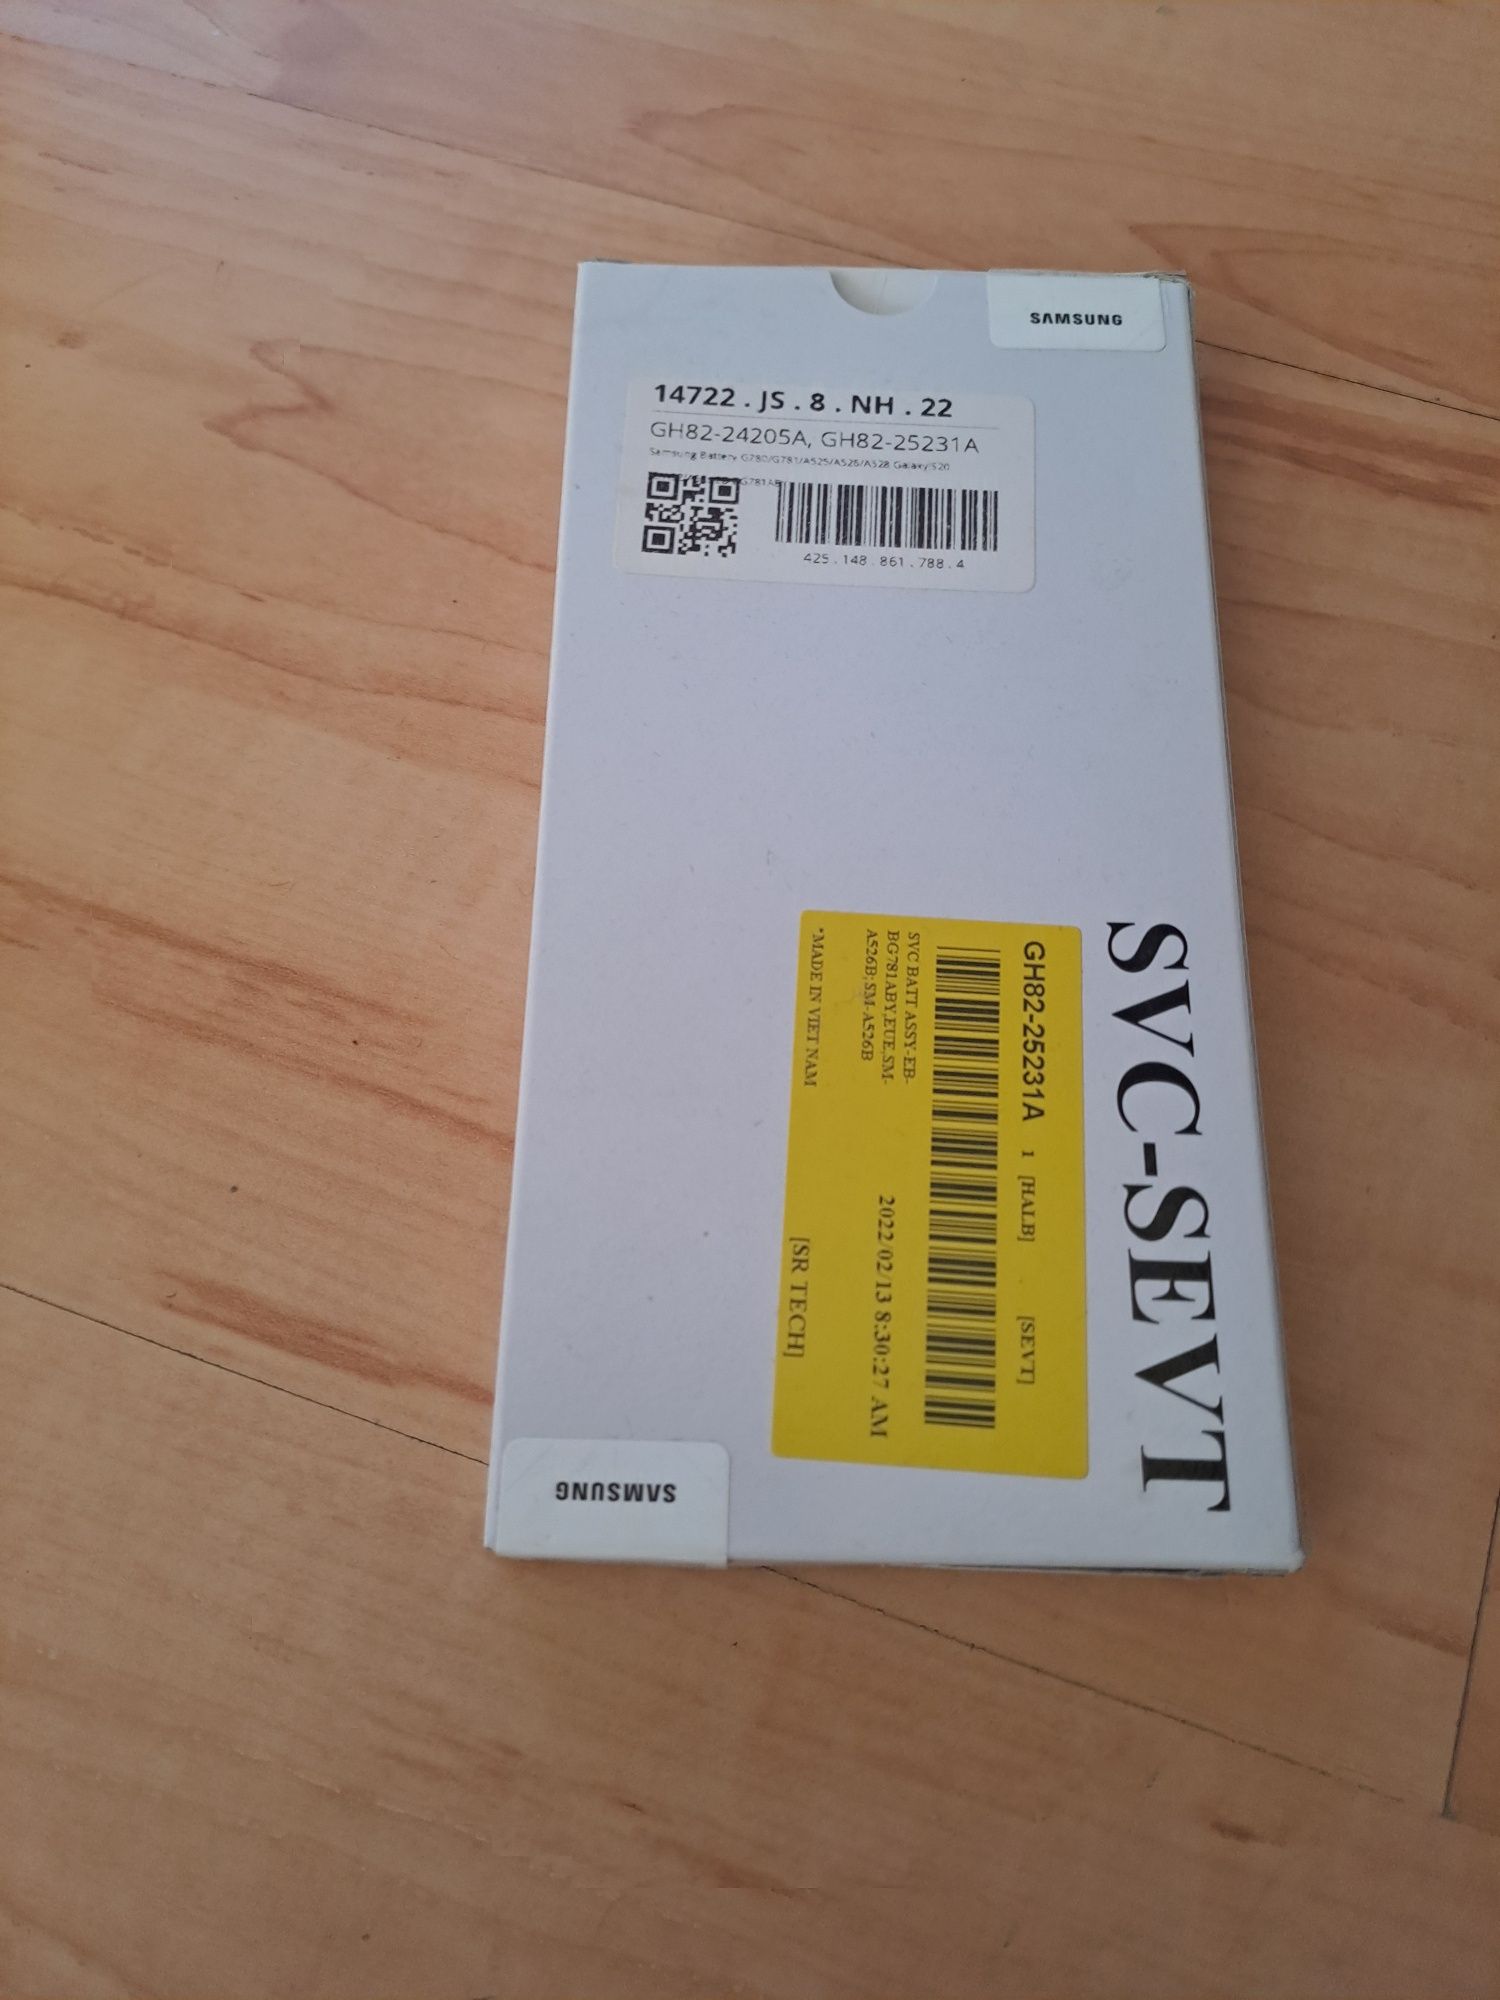 SAMSUNG
14722 . JS . 8 . NH . 22
GH82-24205A, GH82-25231A
Samsung Battery G780/G781/A525/A526/A528 Galaxy S20
G781AB
425 . 148 . 861 . 788 . 4
SVC-SEVT
GH82-25231A 1 [HALB] [SEVT]
SVC BATT ASSY-EB-
BG781ABY,EUE,SM-
A526B;SM-A526B
2022/02/13 8:30:27 AM
*MADE IN VIET NAM
[SR TECH]
SAMSUNG